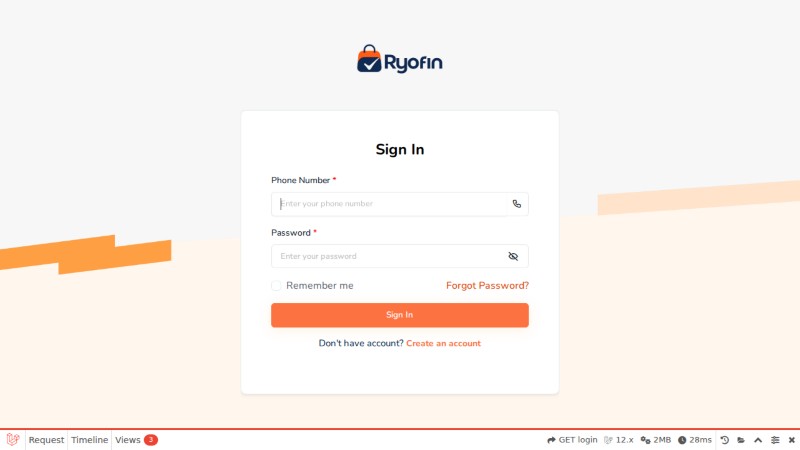 Ryofin
Sign In
Phone Number *
Enter your phone number
Password *
Enter your password
Remember me Forgot Password?
Sign In
Don't have account? Create an account
Request Timeline Views 3 GET login 12.x 2MB 28ms